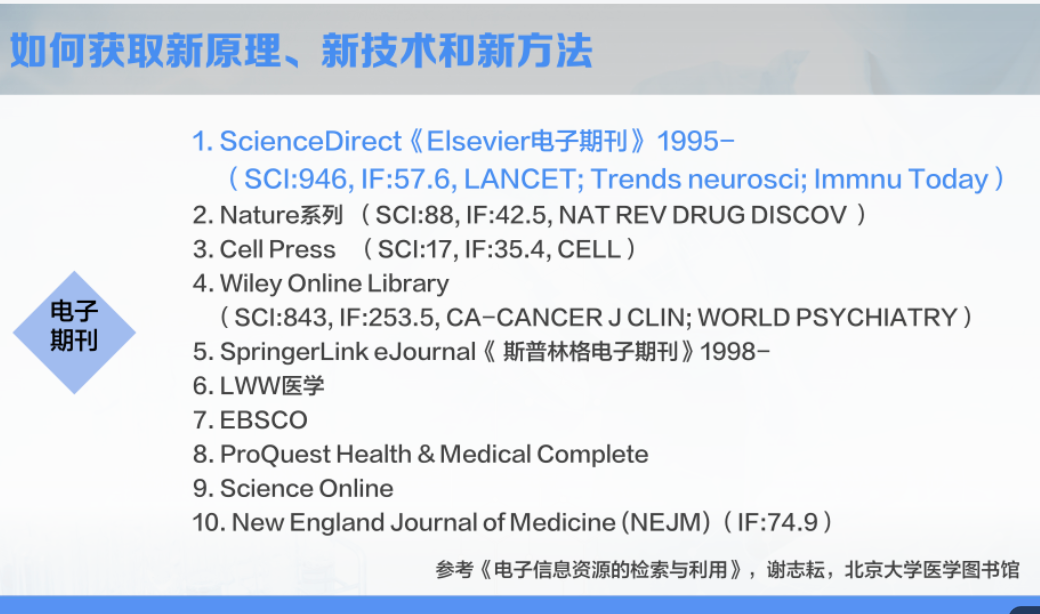 如何获取新原理、新技术和新方法
1. ScienceDirect《Elsevier电子期刊》1995-
（SCI:946, IF:57.6, LANCET; Trends neurosci; Immnu Today）
2. Nature系列 （SCI:88, IF:42.5, NAT REV DRUG DISCOV ）
3. Cell Press （SCI:17, IF:35.4, CELL）
4. Wiley Online Library
（SCI:843, IF:253.5, CA-CANCER J CLIN; WORLD PSYCHIATRY）
电子
期刊
5. SpringerLink eJournal《 斯普林格电子期刊》1998-
6. LWW医学
7. EBSCO
8. ProQuest Health & Medical Complete
9. Science Online
10. New England Journal of Medicine (NEJM)（IF:74.9）
参考《电子信息资源的检索与利用》，谢志耘，北京大学医学图书馆